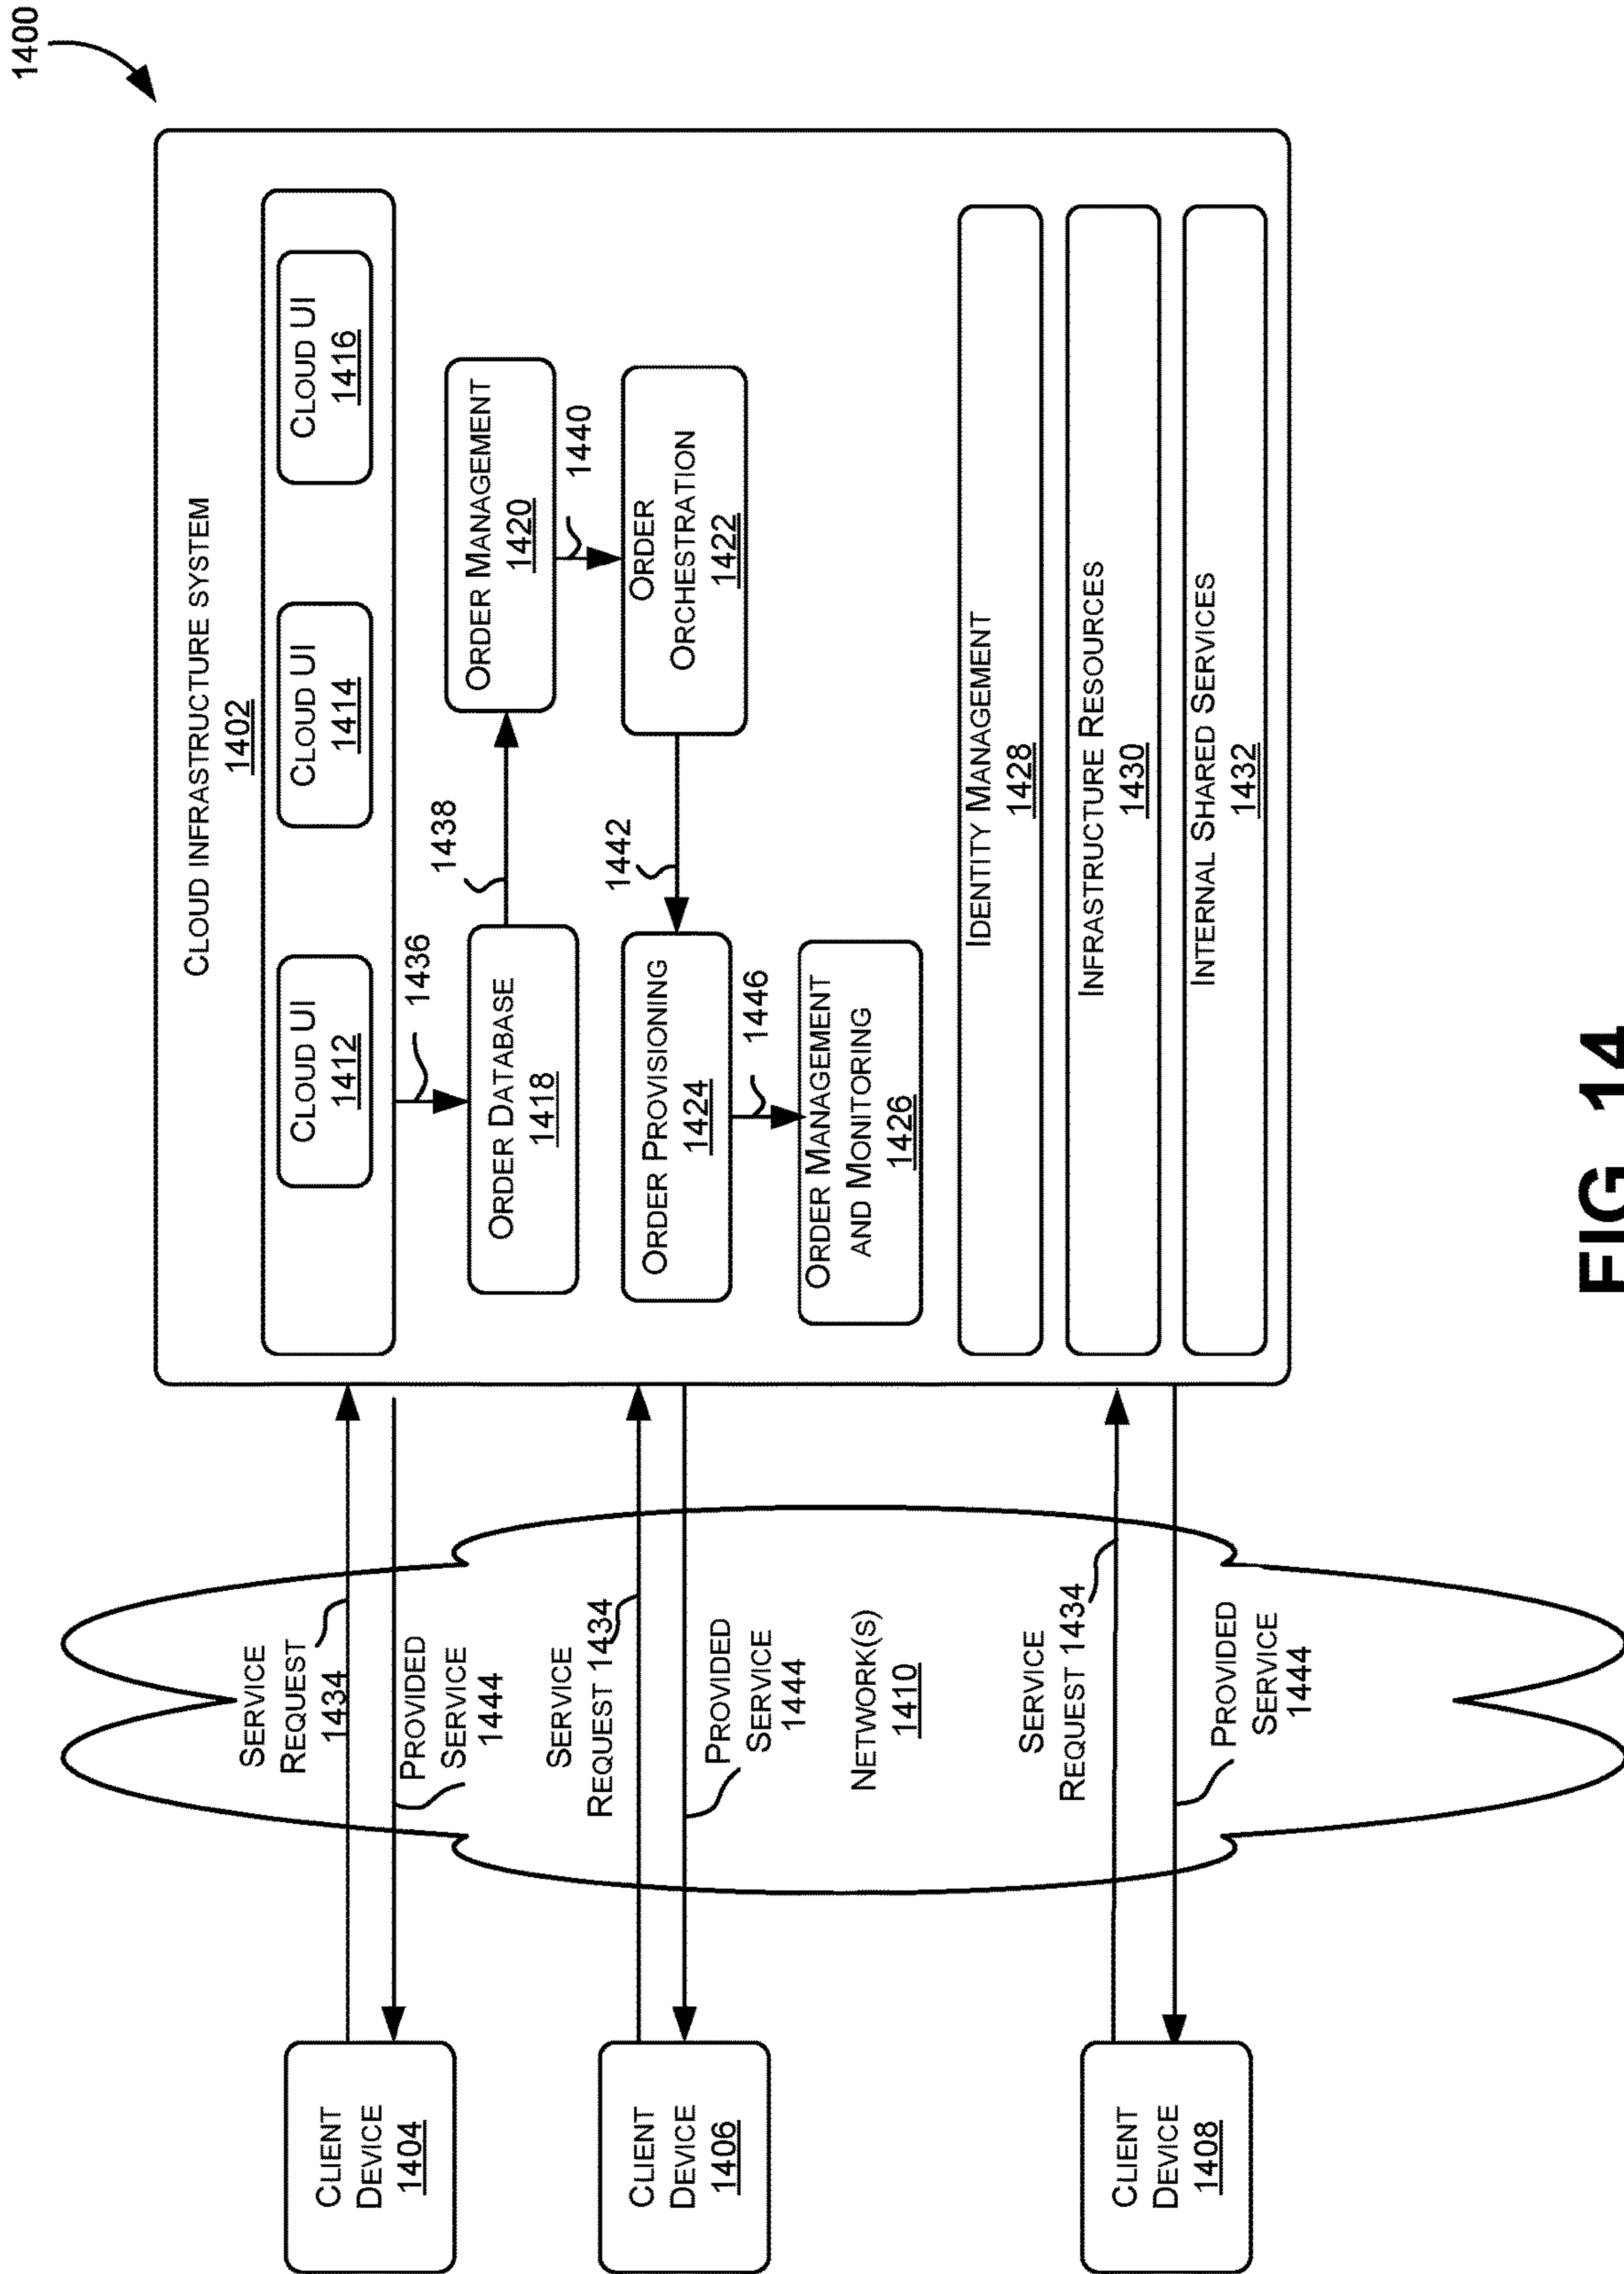 1400
CLOUD INFRASTRUCTURE SYSTEM
1402
CLOUD UI
1412
CLOUD UI
1414
CLOUD UI
1416
1436
1438
ORDER DATABASE
1418
ORDER MANAGEMENT
1420
1440
1442
ORDER PROVISIONING
1424
ORDER
ORCHESTRATION
1422
1446
ORDER MANAGEMENT
AND MONITORING
1426
IDENTITY MANAGEMENT
1428
INFRASTRUCTURE RESOURCES
1430
INTERNAL SHARED SERVICES
1432
SERVICE
REQUEST
1434
PROVIDED
SERVICE
1444
SERVICE
REQUEST 1434
PROVIDED
SERVICE
1444
NETWORK(S)
1410
SERVICE
REQUEST 1434
PROVIDED
SERVICE
1444
CLIENT
DEVICE
1404
CLIENT
DEVICE
1406
CLIENT
DEVICE
1408
FIG. 14